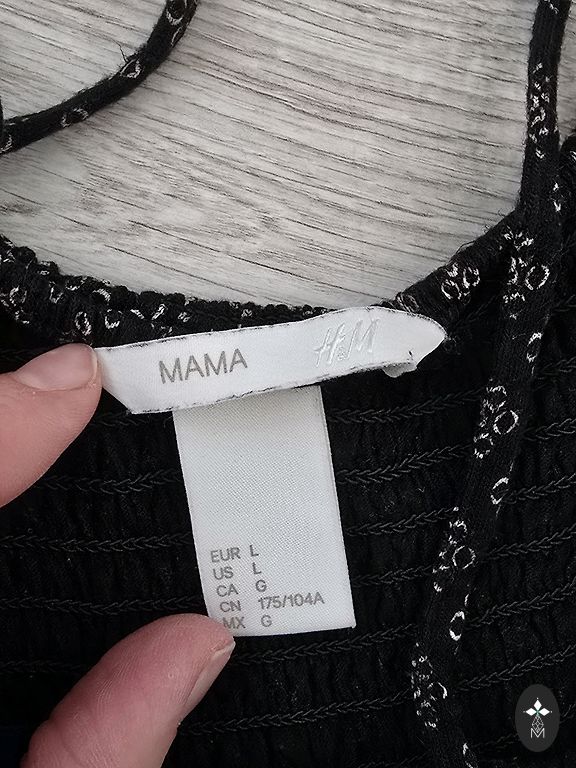 MAMA H&M
EUR L
US L
CA G
CN 175/104A
MX G
M